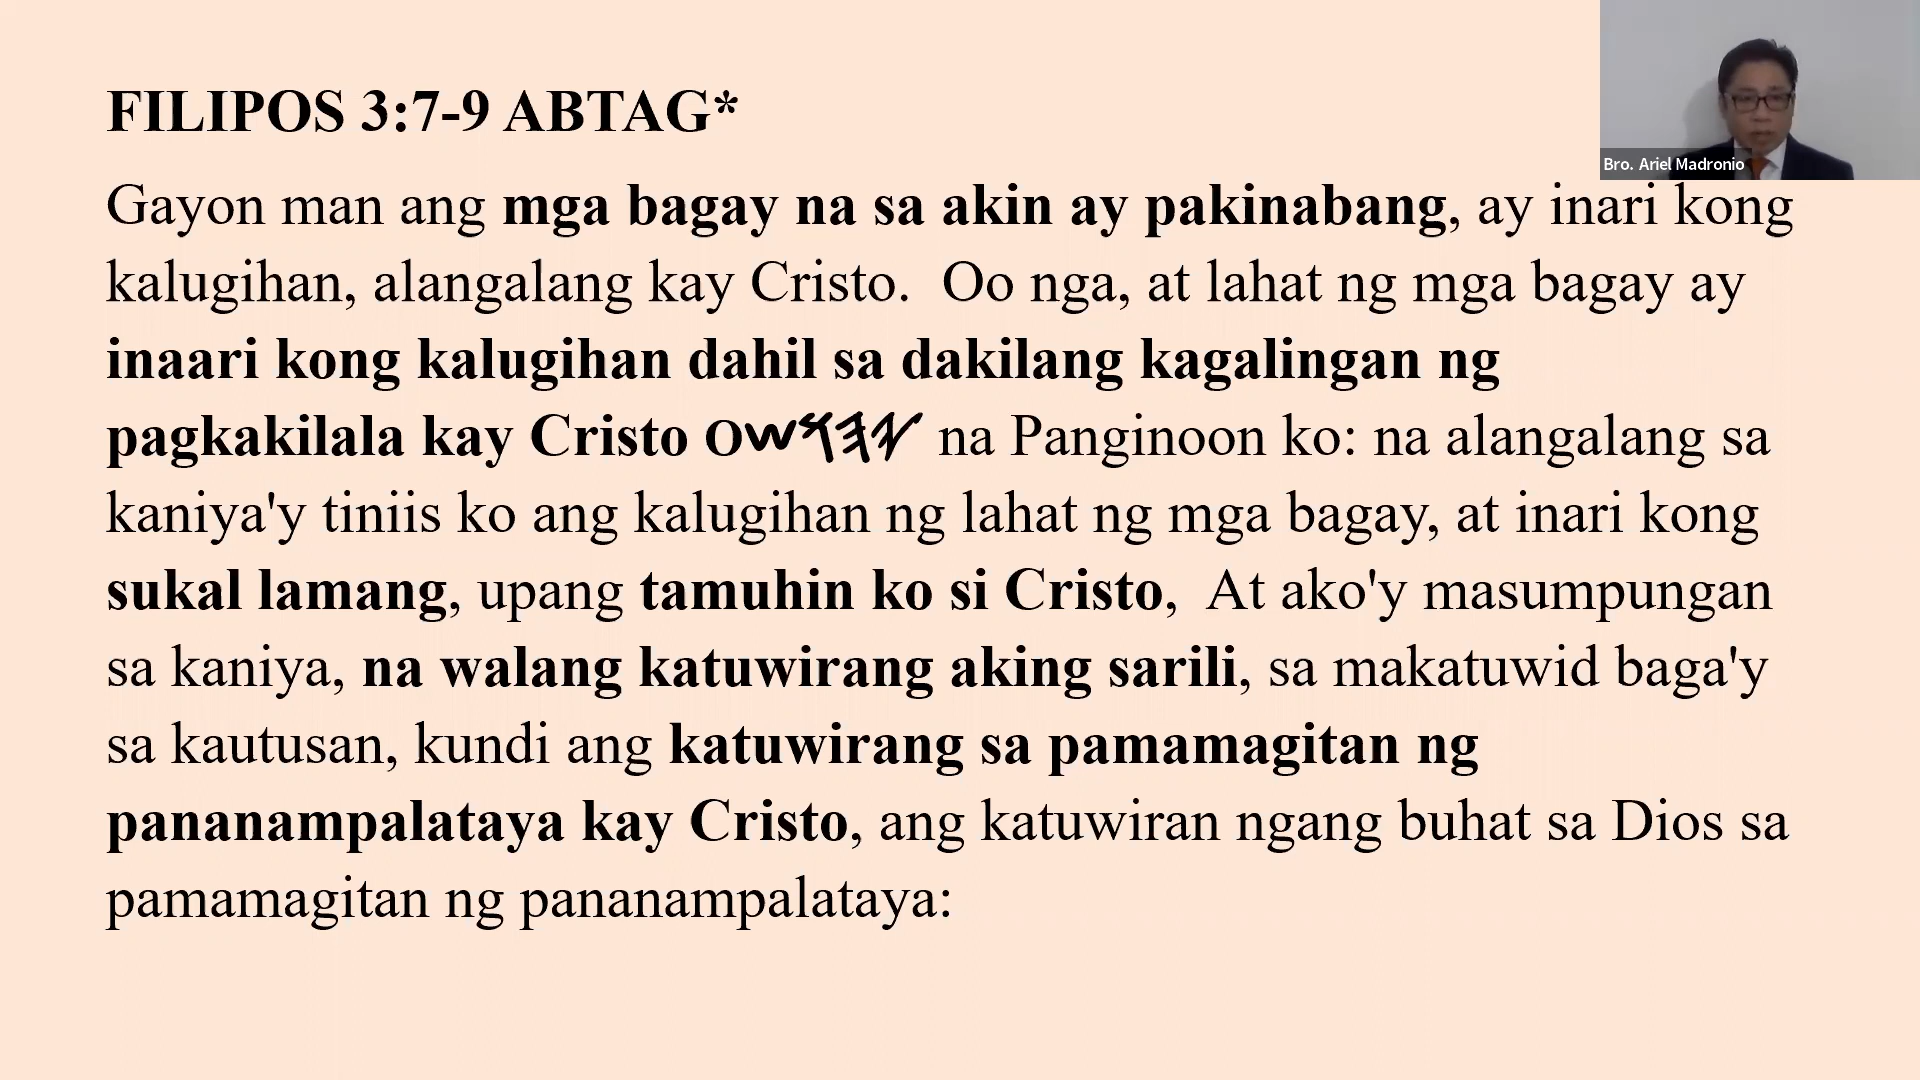 FILIPOS 3:7-9 ABTAG*
Bro. Ariel Madronio
Gayon man ang mga bagay na sa akin ay pakinabang, ay inari kong
kalugihan, alangalang kay Cristo. Oo nga, at lahat ng mga bagay ay
inaari kong kalugihan dahil sa dakilang kagalingan ng
pagkakilala kay Cristo na Panginoon ko: na alangalang sa
kaniya'y tiniis ko ang kalugihan ng lahat ng mga bagay, at inari kong
sukal lamang, upang tamuhin ko si Cristo, At ako'y masumpungan
sa kaniya, na walang katuwirang aking sarili, sa makatuwid baga'y
sa kautusan, kundi ang katuwirang sa pamamagitan ng
pananampalataya kay Cristo, ang katuwiran ngang buhat sa Dios sa
pamamagitan ng pananampalataya: